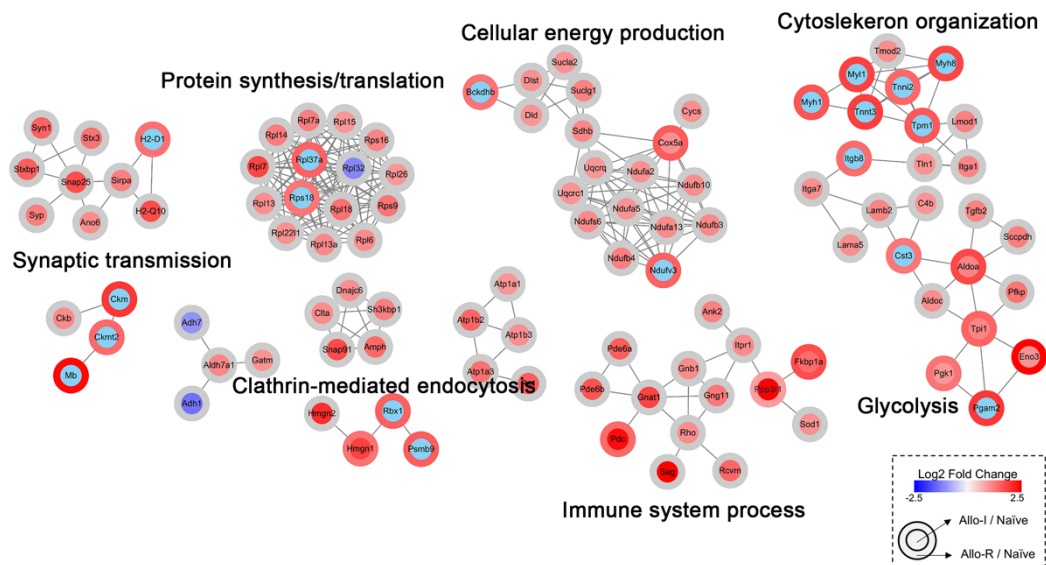 Cytoslekeron organization
Cellular energy production
Protein synthesis/translation
Tmod2
Myl1
Myh8
Tnni2
Myh1
Tnnt3
Tpm1
Lmod1
Itgb8
Tln1
Itga1
Itga7
Lamb2
C4b
Tgfb2
Lama5
Cst3
Sccpdh
Aldoa
Aldoc
Pfkp
Tpi1
Eno3
Pgk1
Pgam2
Glycolysis
Sucla2
Dlst
Bckdhb
Suclg1
Dld
Cycs
Sdhb
Cox5a
Uqcrq
Ndufa2
Uqcrc1
Ndufb10
Ndufa5
Ndufs6
Ndufa13
Ndufb3
Ndufb4
Ndufv3
Rpl7a
Rpl15
Rpl14
Rps16
Rpl7
Rpl37a
Rpl32
Rpl26
Rpl13
Rps18
Rpl18
Rps9
Rpl22l1
Rpl13a
Rpl6
Syn1
Stx3
H2-D1
Stxbp1
Snap25
Sirpa
Syp
Ano6
H2-Q10
Synaptic transmission
Ckm
Ckb
Ckmt2
Mb
Adh7
Aldh7a1
Gatm
Adh1
Dnajc6
Clta
Sh3kbp1
Snap91
Amph
Clathrin-mediated endocytosis
Atp1a1
Atp1b2
Atp1b3
Atp1a3
Hmgn2
Rbx1
Hmgn1
Psmb9
Ank2
Pde6a
Itpr1
Gnb1
Fkbp1a
Pde6b
Gnat1
Gng11
Ppp3r1
Pdc
Rho
Sod1
Sag
Rcvrn
Immune system process
Log2 Fold Change
-2.5
2.5
Allo-I / Naïve
Allo-R / Naïve